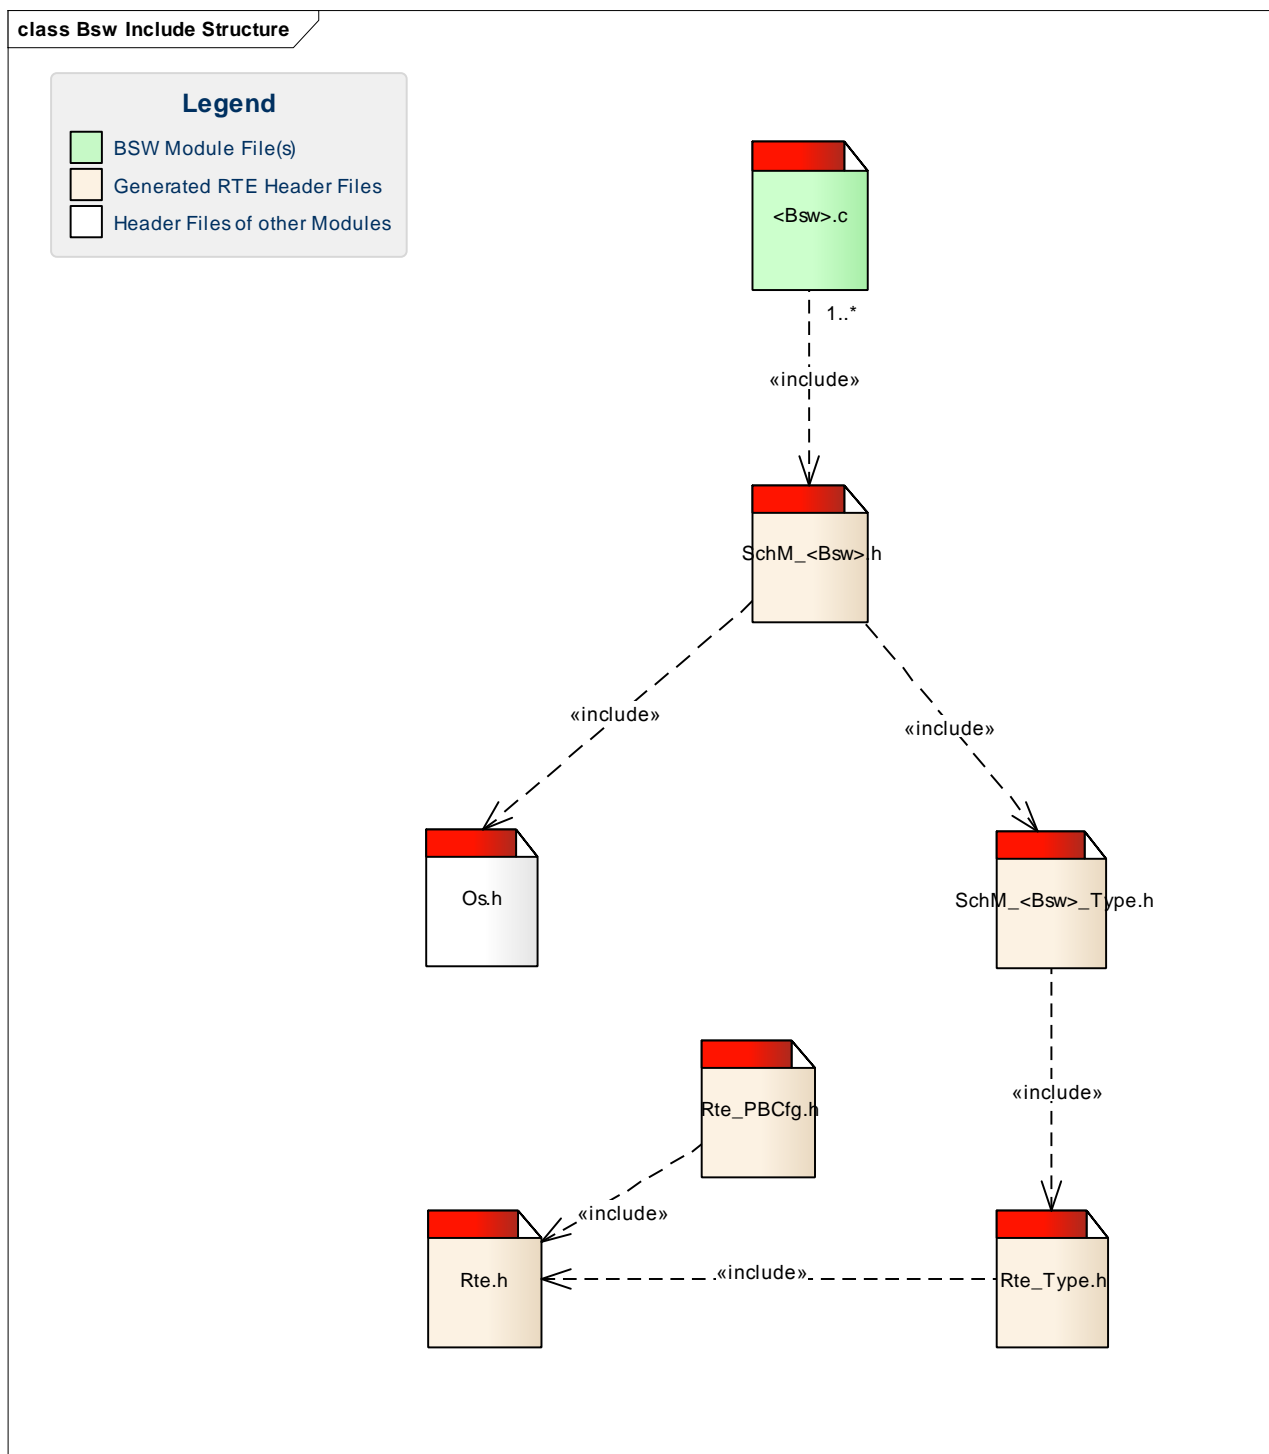 class Bsw Include Structure
Legend
BSW Module File(s)
Generated RTE Header Files
Header Files of other Modules
<Bsw>.c
1..*
«include»
SchM_<Bsw>.h
«include»
«include»
Os.h
SchM_<Bsw>_Type.h
Rte_PBCfg.h
«include»
«include»
Rte.h
«include»
Rte_Type.h